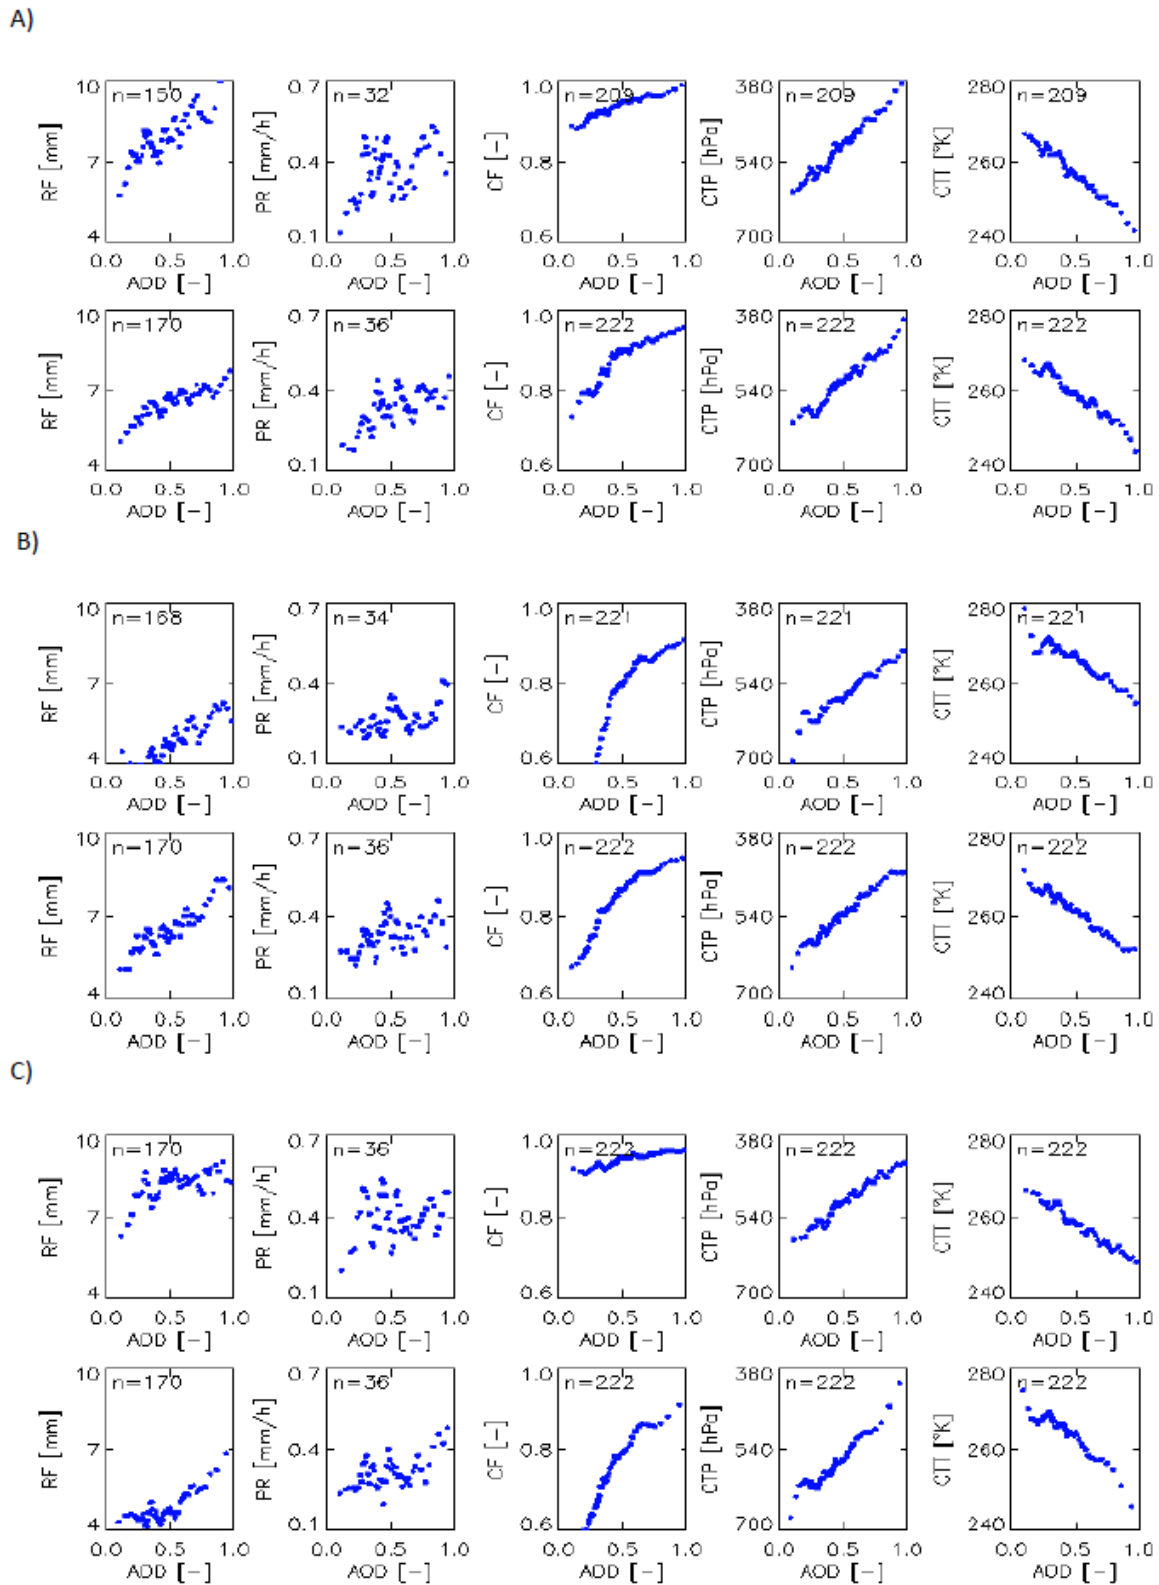 A)
10 n=150 7 4 RF [mm] 0.0 0.5 1.0 AOD [−]
0.7 n=32 0.4 0.1 PR [mm/h] 0.0 0.5 1.0 AOD [−]
1.0 n=209 0.8 0.6 CF [−] 0.0 0.5 1.0 AOD [−]
380 n=209 540 700 CTP [hPa] 0.0 0.5 1.0 AOD [−]
280 n=209 260 240 CTT [°K] 0.0 0.5 1.0 AOD [−]
10 n=170 7 4 RF [mm] 0.0 0.5 1.0 AOD [−]
0.7 n=36 0.4 0.1 PR [mm/h] 0.0 0.5 1.0 AOD [−]
1.0 n=222 0.8 0.6 CF [−] 0.0 0.5 1.0 AOD [−]
380 n=222 540 700 CTP [hPa] 0.0 0.5 1.0 AOD [−]
280 n=222 260 240 CTT [°K] 0.0 0.5 1.0 AOD [−]
B)
10 n=168 7 4 RF [mm] 0.0 0.5 1.0 AOD [−]
0.7 n=34 0.4 0.1 PR [mm/h] 0.0 0.5 1.0 AOD [−]
1.0 n=221 0.8 0.6 CF [−] 0.0 0.5 1.0 AOD [−]
380 n=221 540 700 CTP [hPa] 0.0 0.5 1.0 AOD [−]
280 n=221 260 240 CTT [°K] 0.0 0.5 1.0 AOD [−]
10 n=170 7 4 RF [mm] 0.0 0.5 1.0 AOD [−]
0.7 n=36 0.4 0.1 PR [mm/h] 0.0 0.5 1.0 AOD [−]
1.0 n=222 0.8 0.6 CF [−] 0.0 0.5 1.0 AOD [−]
380 n=222 540 700 CTP [hPa] 0.0 0.5 1.0 AOD [−]
280 n=222 260 240 CTT [°K] 0.0 0.5 1.0 AOD [−]
C)
10 n=170 7 4 RF [mm] 0.0 0.5 1.0 AOD [−]
0.7 n=36 0.4 0.1 PR [mm/h] 0.0 0.5 1.0 AOD [−]
1.0 n=222 0.8 0.6 CF [−] 0.0 0.5 1.0 AOD [−]
380 n=222 540 700 CTP [hPa] 0.0 0.5 1.0 AOD [−]
280 n=222 260 240 CTT [°K] 0.0 0.5 1.0 AOD [−]
10 n=170 7 4 RF [mm] 0.0 0.5 1.0 AOD [−]
0.7 n=36 0.4 0.1 PR [mm/h] 0.0 0.5 1.0 AOD [−]
1.0 n=222 0.8 0.6 CF [−] 0.0 0.5 1.0 AOD [−]
380 n=222 540 700 CTP [hPa] 0.0 0.5 1.0 AOD [−]
280 n=222 260 240 CTT [°K] 0.0 0.5 1.0 AOD [−]